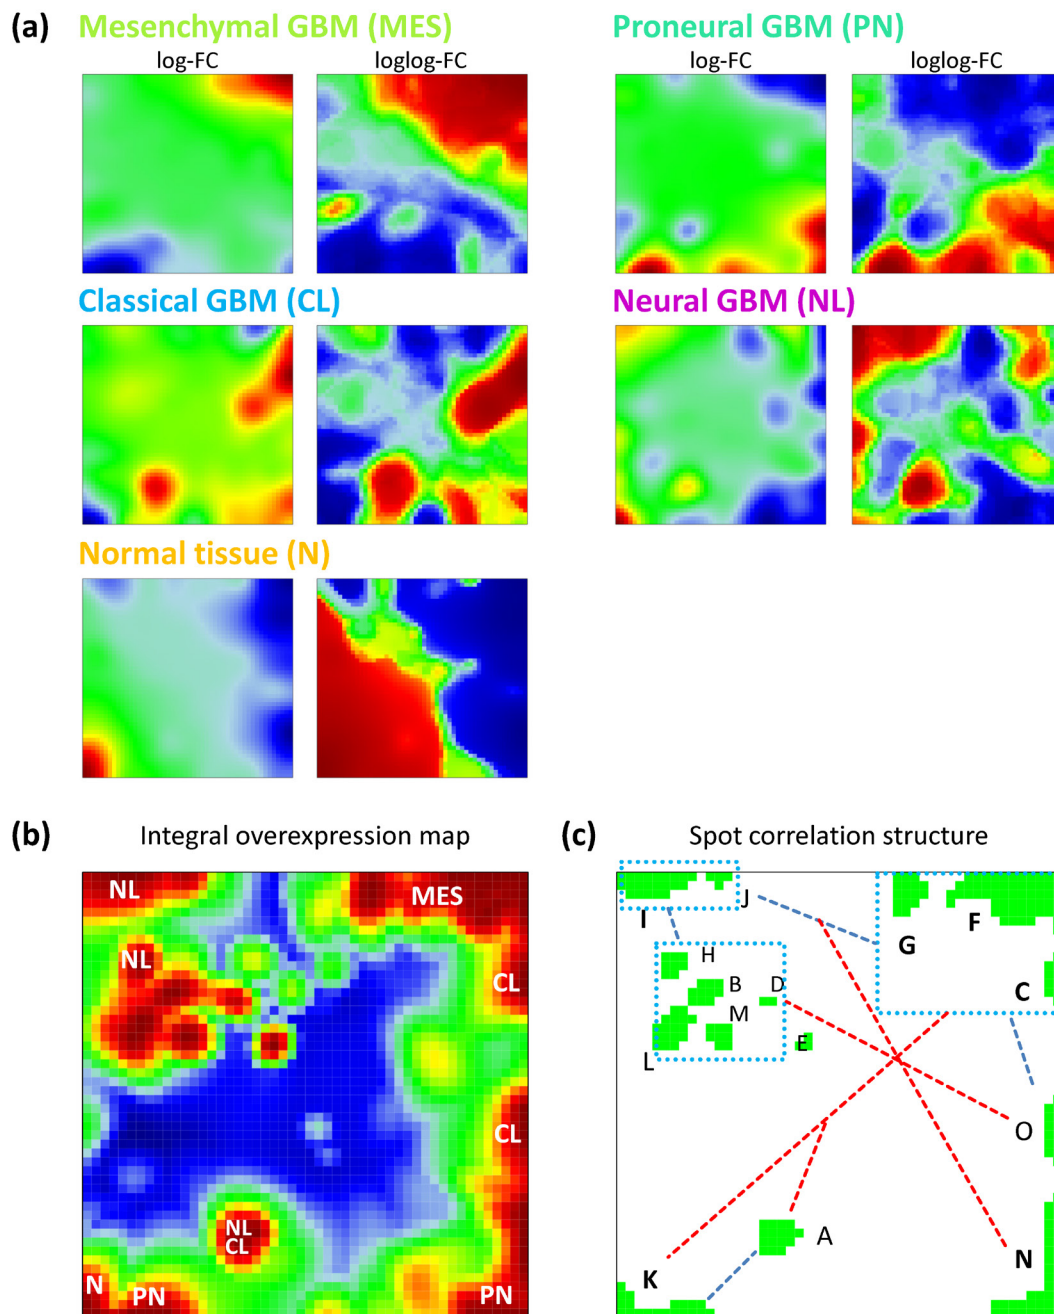 (a)
Mesenchymal GBM (MES)
Proneural GBM (PN)
log-FC
loglog-FC
log-FC
loglog-FC
Classical GBM (CL)
Neural GBM (NL)
Normal tissue (N)
(b)
Integral overexpression map
(c)
Spot correlation structure
NL
MES
NL
CL
CL
NL
CL
N
PN
PN
I
J
G
F
H
B
D
C
M
E
L
O
A
K
N